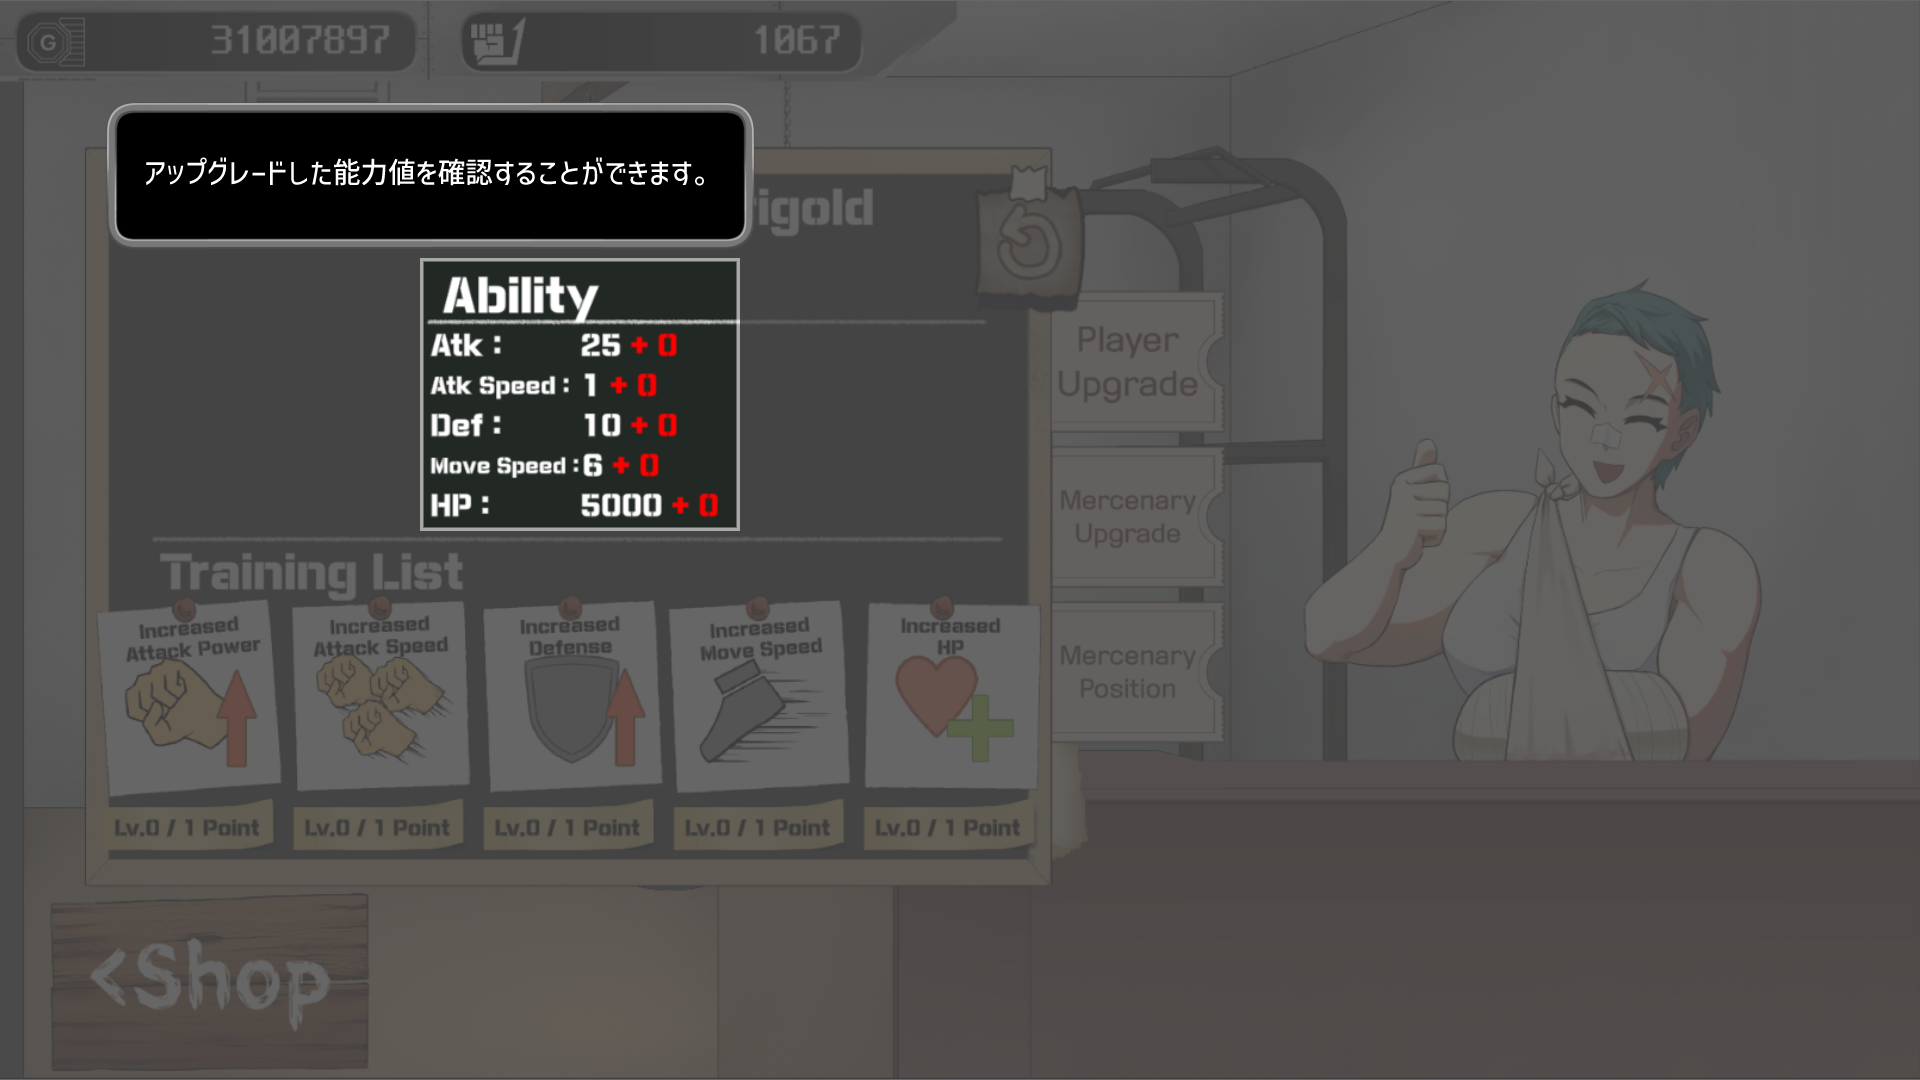 G 31007897 1067
アップグレードした能力値を確認することができます。
rigold
Ability
Atk : 25 + 0
Atk Speed : 1 + 0
Def : 10 + 0
Move Speed : 6 + 0
HP : 5000 + 0
Player
Upgrade
Mercenary
Upgrade
Mercenary
Position
Training List
Increased
Attack Power
Increased
Attack Speed
Increased
Defense
Increased
Move Speed
Increased
HP
Lv.0 / 1 Point
Lv.0 / 1 Point
Lv.0 / 1 Point
Lv.0 / 1 Point
Lv.0 / 1 Point
<Shop